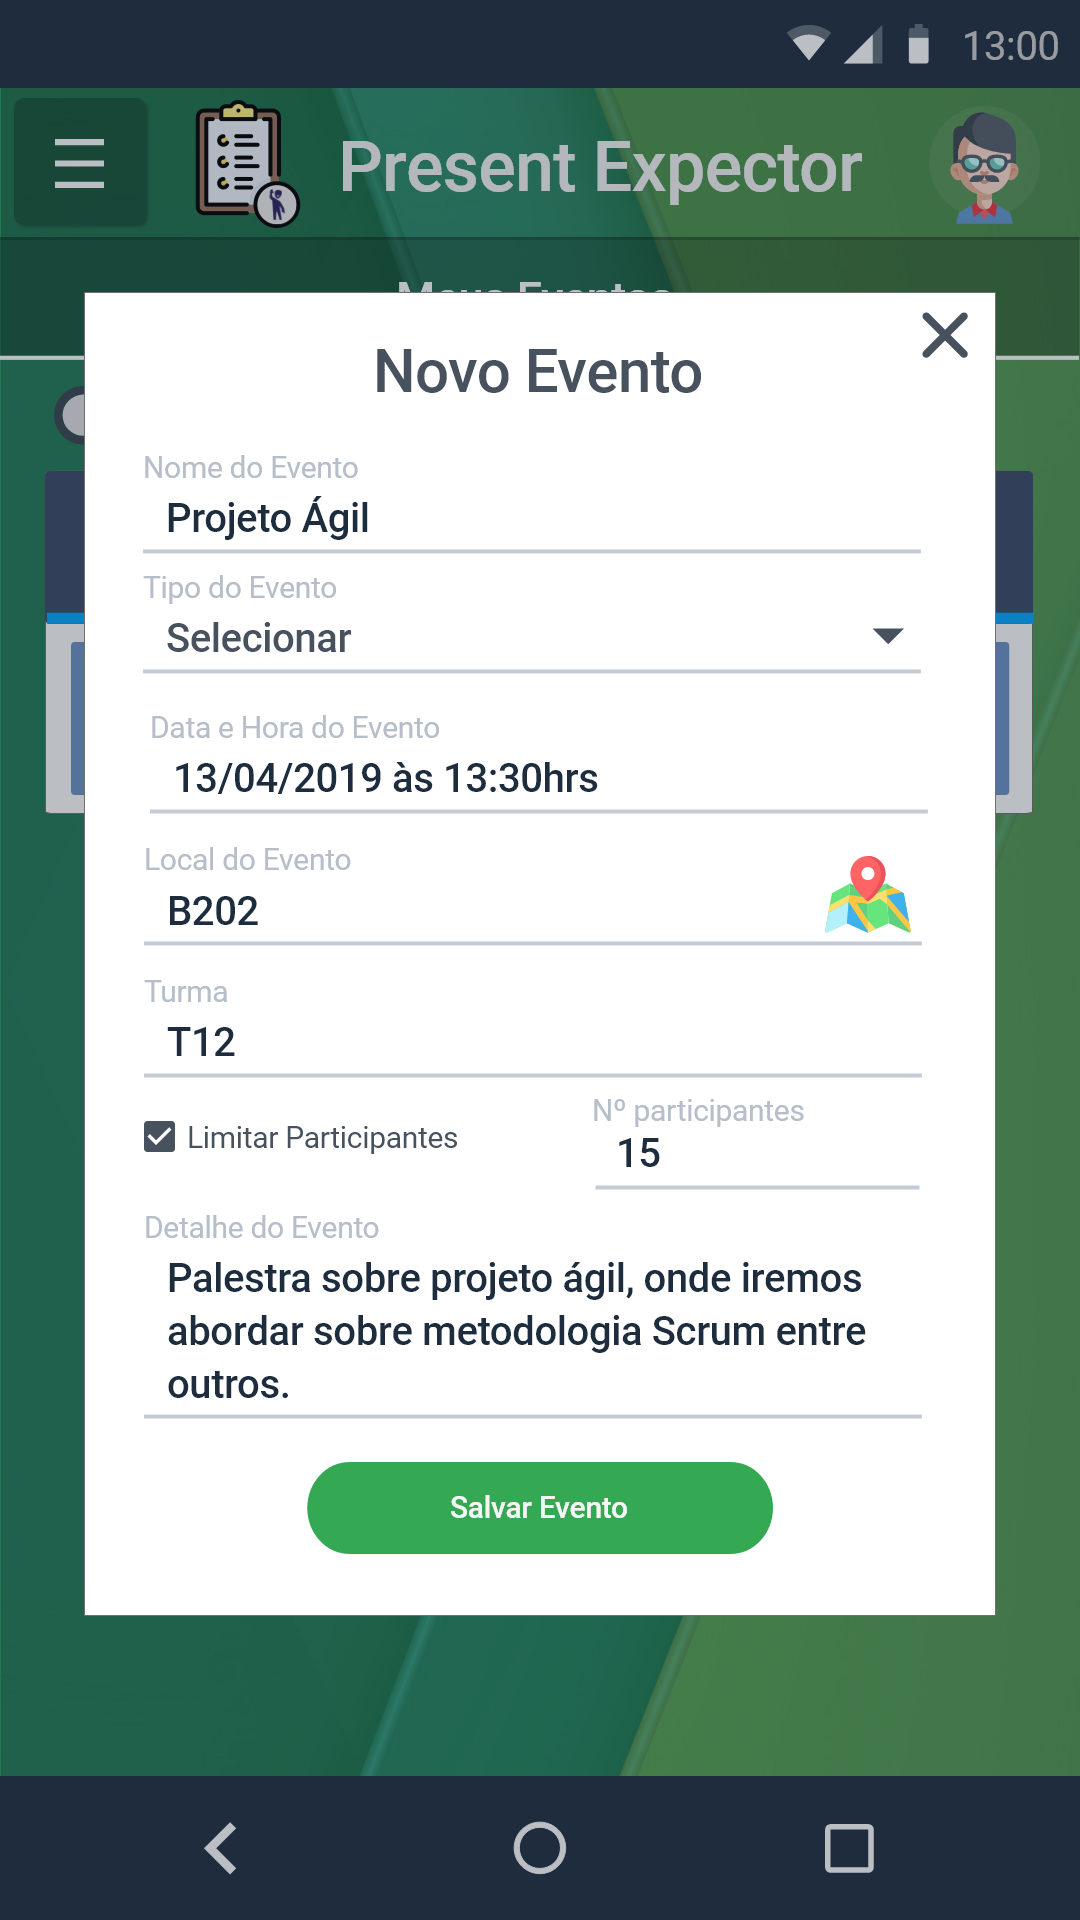 13:00
Present Expector
Meus Eventos
Novo Evento
Nome do Evento
Projeto Ágil
Tipo do Evento
Selecionar
Data e Hora do Evento
13/04/2019 às 13:30hrs
Local do Evento
B202
Turma
T12
Limitar Participantes
Nº participantes
15
Detalhe do Evento
Palestra sobre projeto ágil, onde iremos
abordar sobre metodologia Scrum entre
outros.
Salvar Evento